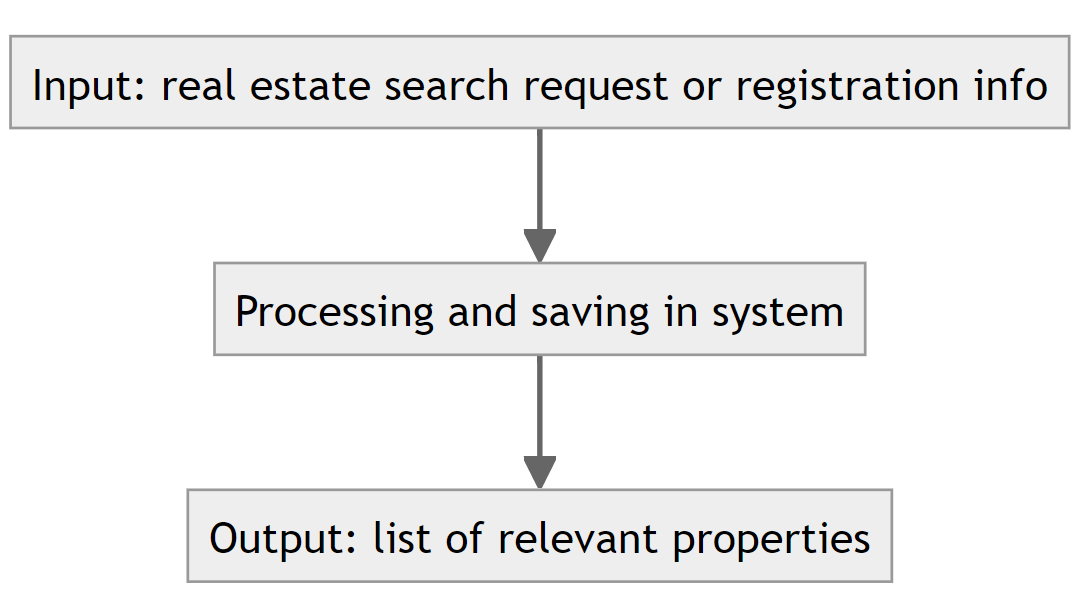 Input: real estate search request or registration info
Processing and saving in system
Output: list of relevant properties